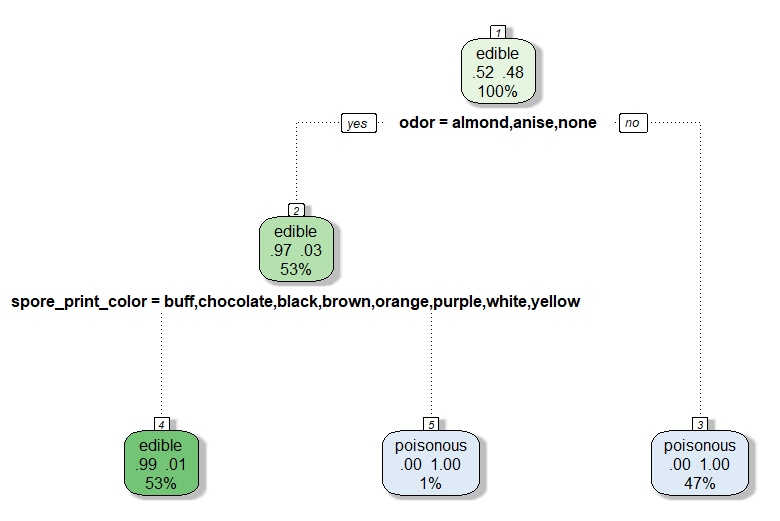 1
edible
.52 .48
100%
yes odor = almond,anise,none no
2
edible
.97 .03
53%
spore_print_color = buff,chocolate,black,brown,orange,purple,white,yellow
4
edible
.99 .01
53%
5
poisonous
.00 1.00
1%
3
poisonous
.00 1.00
47%